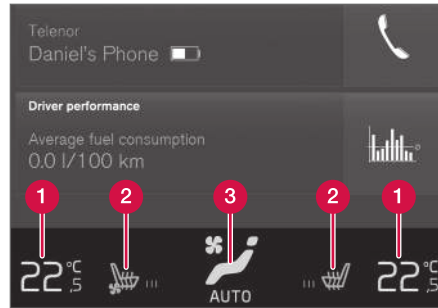 Telenor
Daniel's Phone
Driver performance
Average fuel consumption
0.0 l/100 km
1 2 3 2 1
22°C,5 AUTO 22°C,5